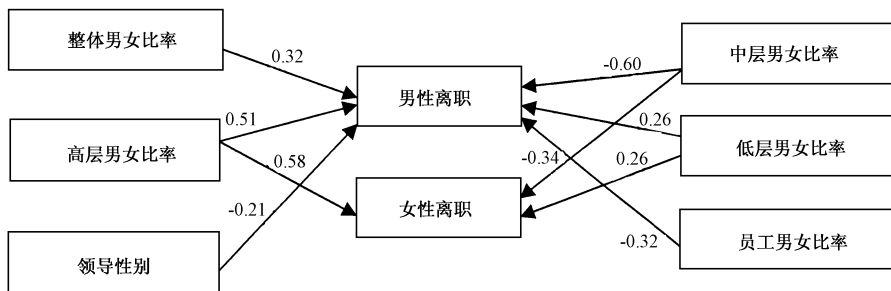 整体男女比率
中层男女比率
0.32
-0.60
男性离职
0.51
0.26
高层男女比率
低层男女比率
0.58
-0.34
0.26
-0.21
女性离职
领导性别
-0.32
员工男女比率